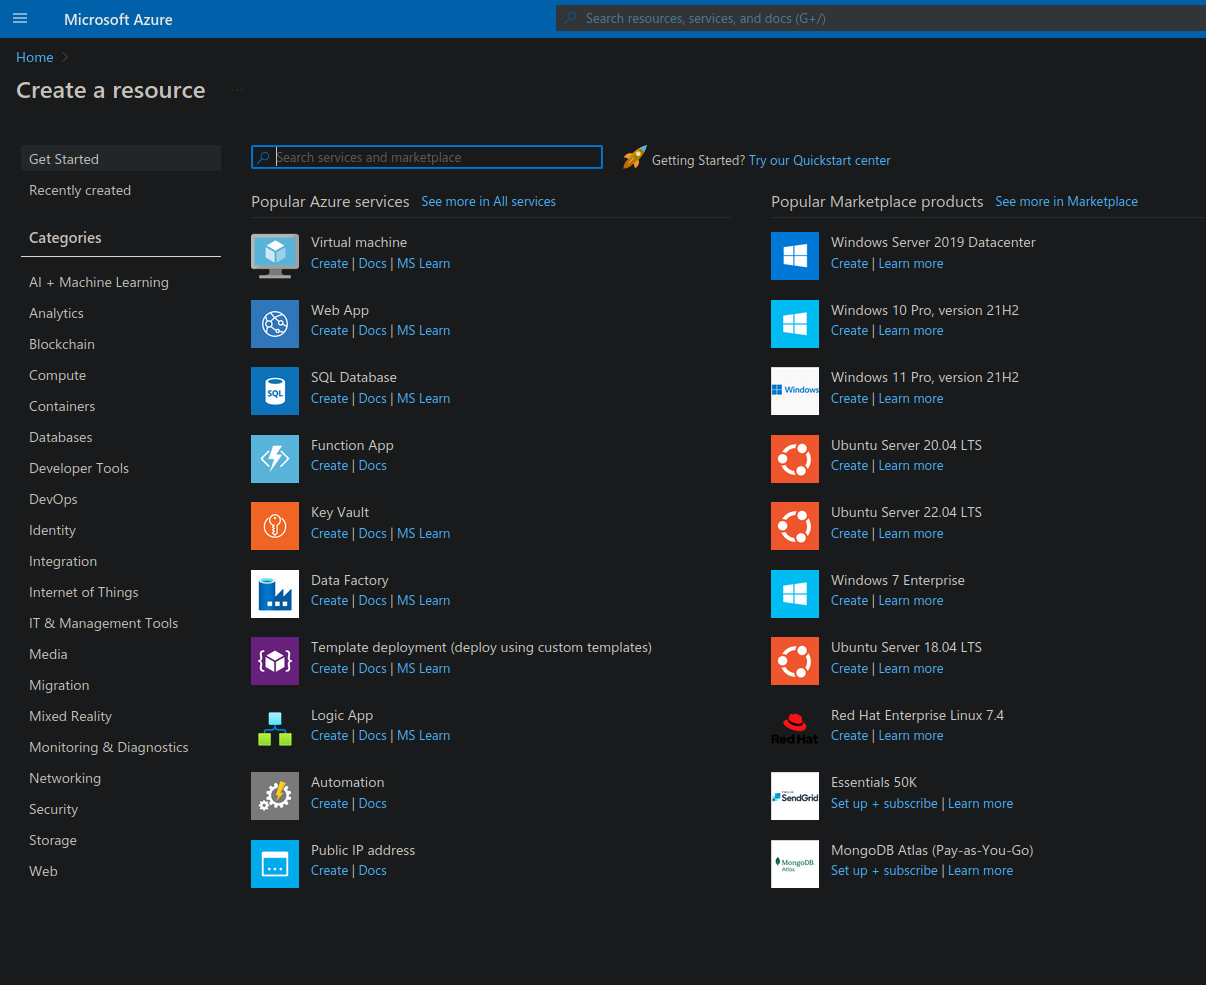 Microsoft Azure
Search resources, services, and docs (G+/)
Home
Create a resource
...
Get Started
Recently created
Categories
AI + Machine Learning
Analytics
Blockchain
Compute
Containers
Databases
Developer Tools
DevOps
Identity
Integration
Internet of Things
IT & Management Tools
Media
Migration
Mixed Reality
Monitoring & Diagnostics
Networking
Security
Storage
Web
Search services and marketplace
Getting Started? Try our Quickstart center
Popular Azure services See more in All services
Virtual machine
Create | Docs | MS Learn
Web App
Create | Docs | MS Learn
SQL
SQL Database
Create | Docs | MS Learn
Function App
Create | Docs
Key Vault
Create | Docs | MS Learn
Data Factory
Create | Docs | MS Learn
Template deployment (deploy using custom templates)
Create | Docs | MS Learn
Logic App
Create | Docs | MS Learn
Automation
Create | Docs
Public IP address
Create | Docs
Popular Marketplace products See more in Marketplace
Windows Server 2019 Datacenter
Create | Learn more
Windows 10 Pro, version 21H2
Create | Learn more
Windows
Windows 11 Pro, version 21H2
Create | Learn more
Ubuntu Server 20.04 LTS
Create | Learn more
Ubuntu Server 22.04 LTS
Create | Learn more
Windows 7 Enterprise
Create | Learn more
Ubuntu Server 18.04 LTS
Create | Learn more
Red Hat
Red Hat Enterprise Linux 7.4
Create | Learn more
SendGrid
Essentials 50K
Set up + subscribe | Learn more
MongoDB.
Atlas
MongoDB Atlas (Pay-as-You-Go)
Set up + subscribe | Learn more